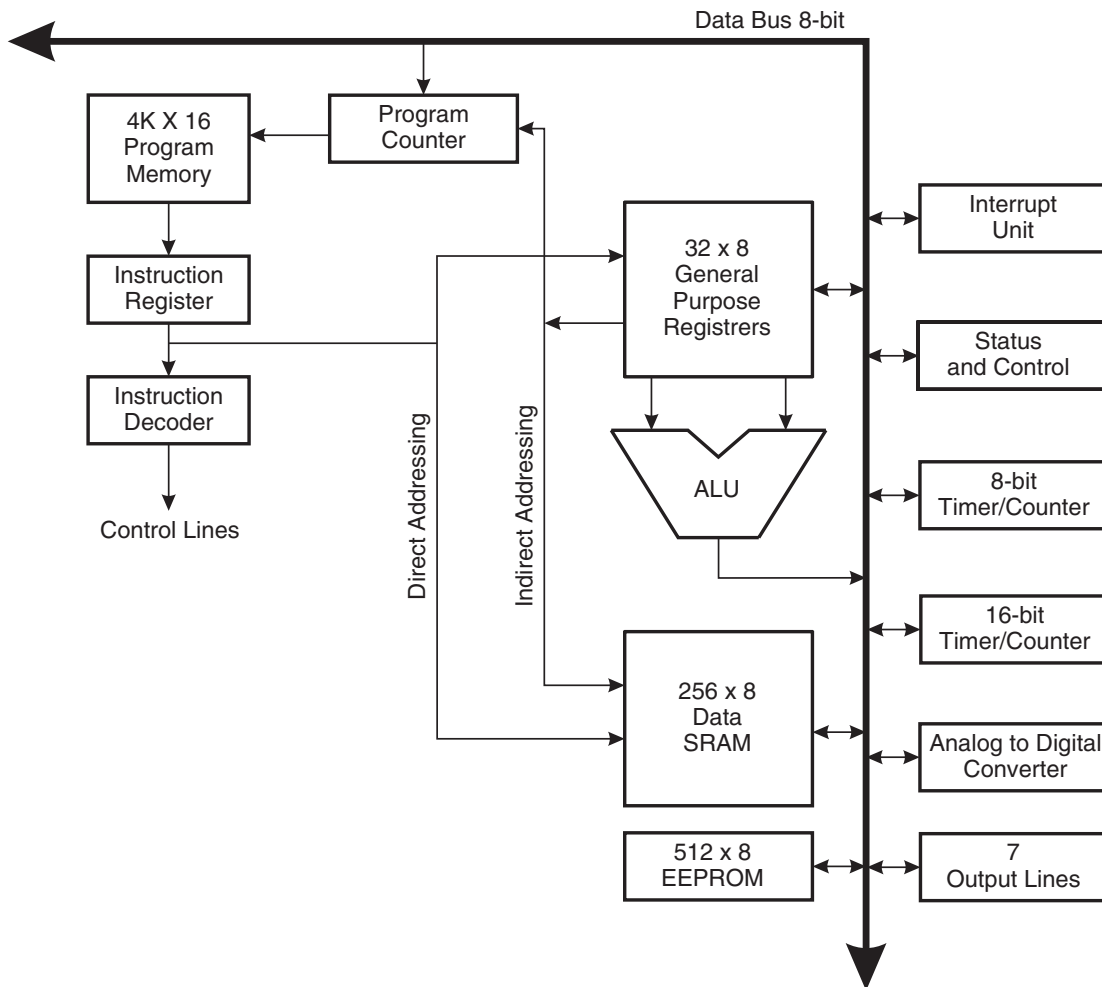 Data Bus 8-bit
4K X 16
Program
Memory
Program
Counter
Interrupt
Unit
32 x 8
General
Purpose
Registrers
Instruction
Register
Status
and Control
Instruction
Decoder
Control Lines
Direct Addressing
Indirect Addressing
ALU
8-bit
Timer/Counter
16-bit
Timer/Counter
256 x 8
Data
SRAM
Analog to Digital
Converter
512 x 8
EEPROM
7
Output Lines